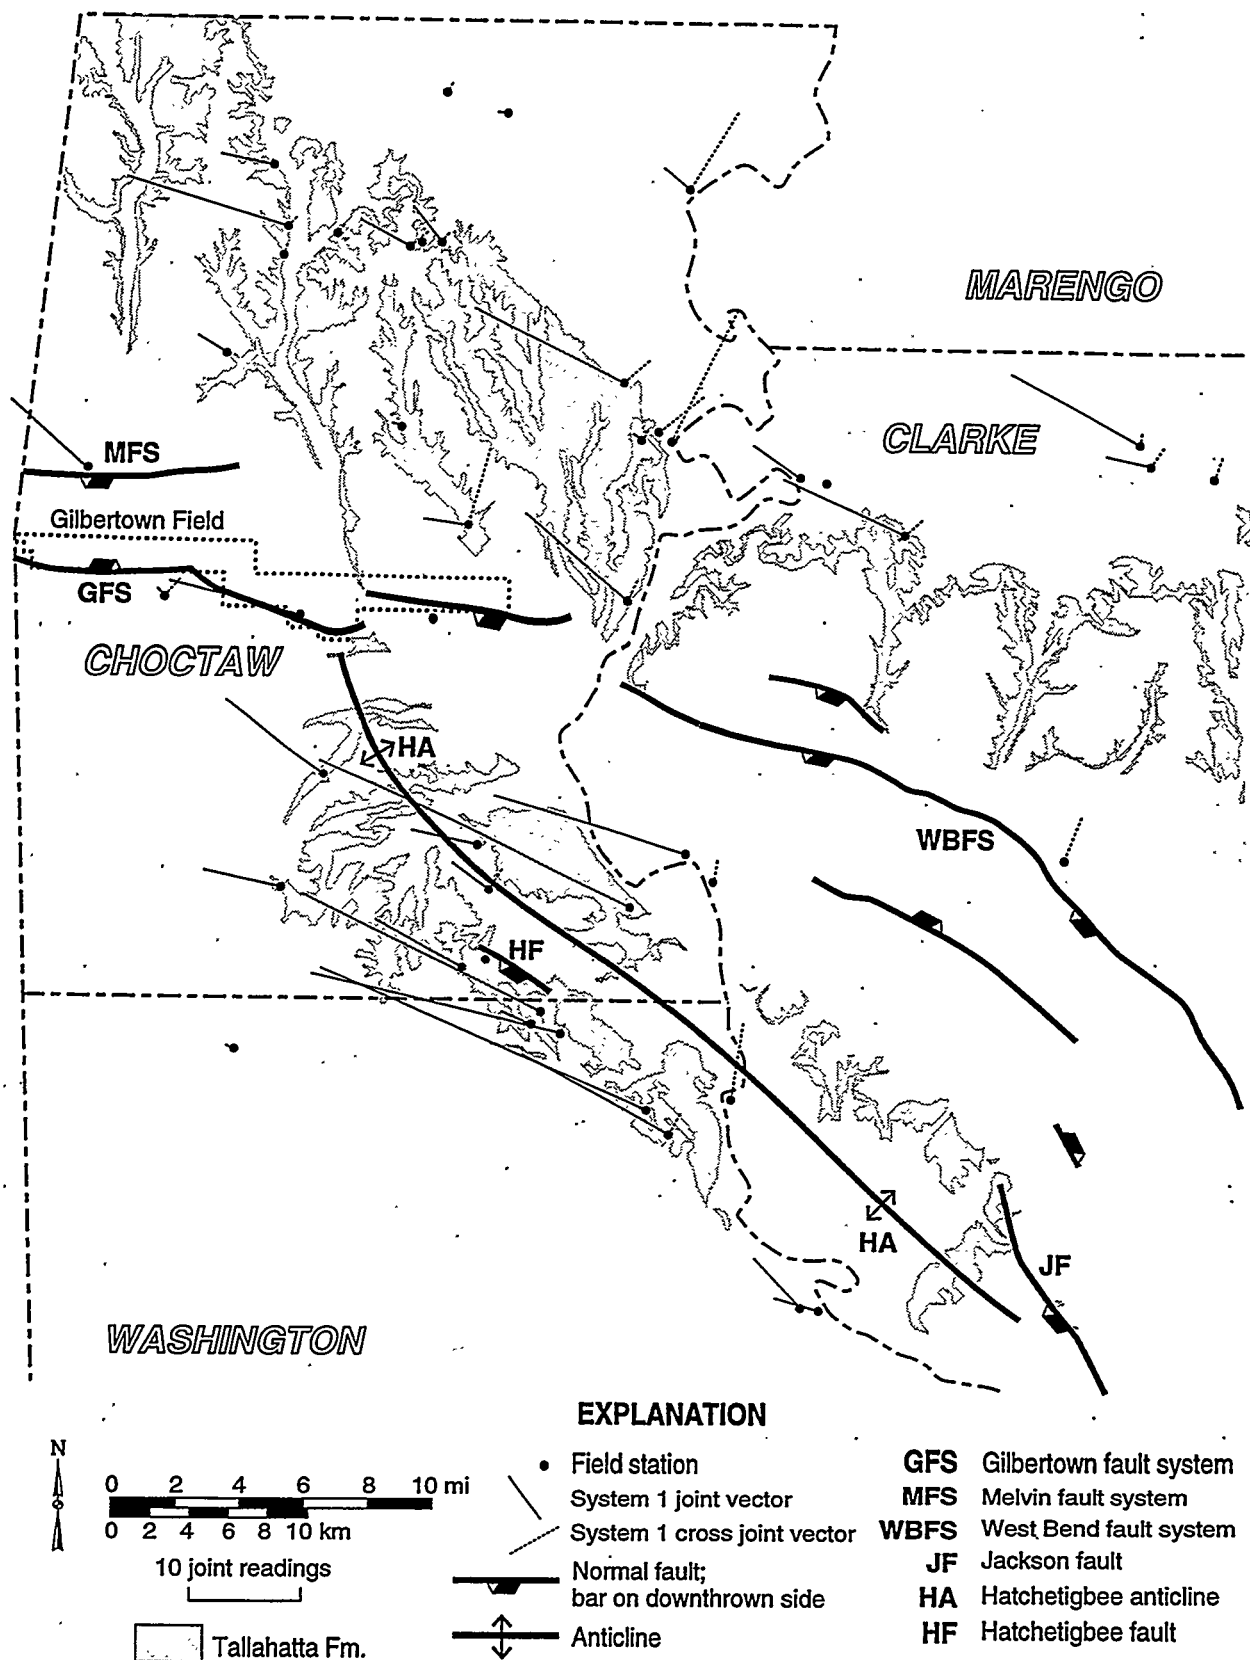 MARENGO
CLARKE
MFS
Gilbertown Field
GFS
CHOCTAW
HA
WBFS
HF
HA
JF
WASHINGTON
EXPLANATION
N
0 2 4 6 8 10 mi
0 2 4 6 8 10 km
10 joint readings
Tallahatta Fm.
Field station
System 1 joint vector
System 1 cross joint vector
Normal fault;
bar on downthrown side
Anticline
GFS Gilbertown fault system
MFS Melvin fault system
WBFS West Bend fault system
JF Jackson fault
HA Hatchetigbee anticline
HF Hatchetigbee fault